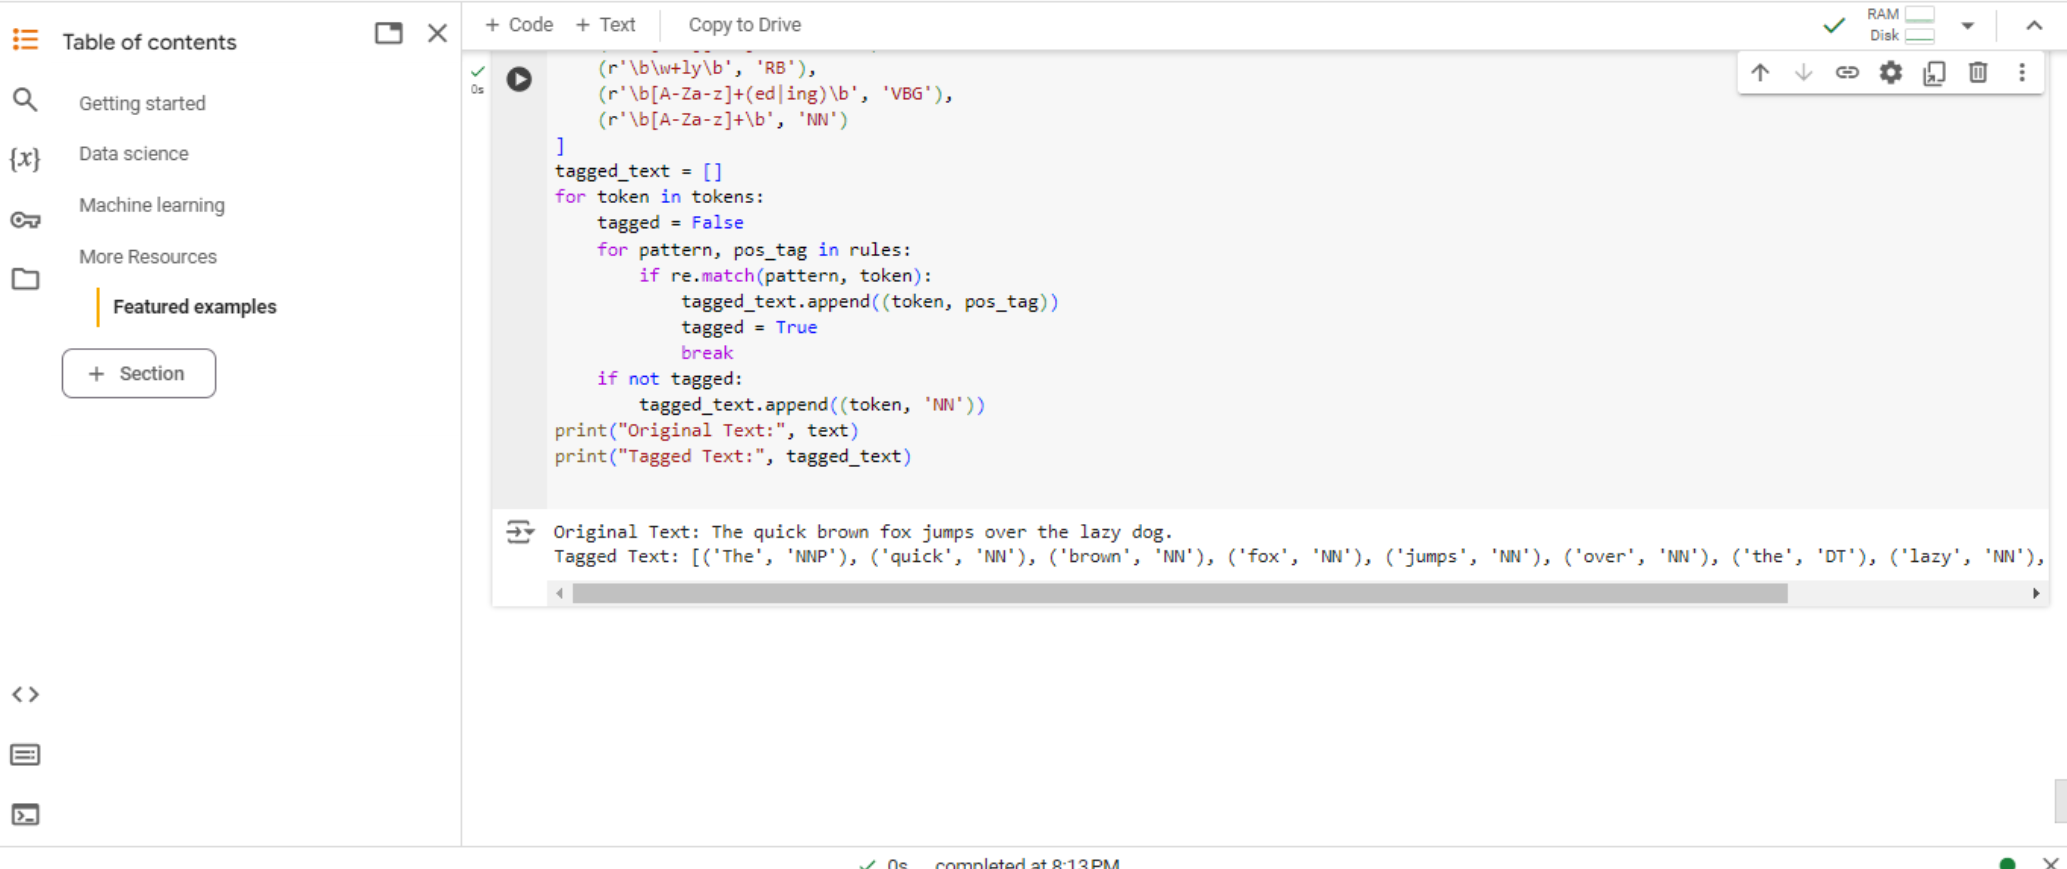 Table of contents
Getting started
Data science
Machine learning
More Resources
Featured examples
+ Section
{x}
+ Code + Text Copy to Drive
RAM
Disk
0s
(r'\b\w+ly\b', 'RB'),
(r'\b[A-Za-z]+(ed|ing)\b', 'VBG'),
(r'\b[A-Za-z]+\b', 'NN')
]
tagged_text = []
for token in tokens:
tagged = False
for pattern, pos_tag in rules:
if re.match(pattern, token):
tagged_text.append((token, pos_tag))
tagged = True
break
if not tagged:
tagged_text.append((token, 'NN'))
print("Original Text:", text)
print("Tagged Text:", tagged_text)
Original Text: The quick brown fox jumps over the lazy dog.
Tagged Text: [('The', 'NNP'), ('quick', 'NN'), ('brown', 'NN'), ('fox', 'NN'), ('jumps', 'NN'), ('over', 'NN'), ('the', 'DT'), ('lazy', 'NN'),
0s completed at 8:13 PM